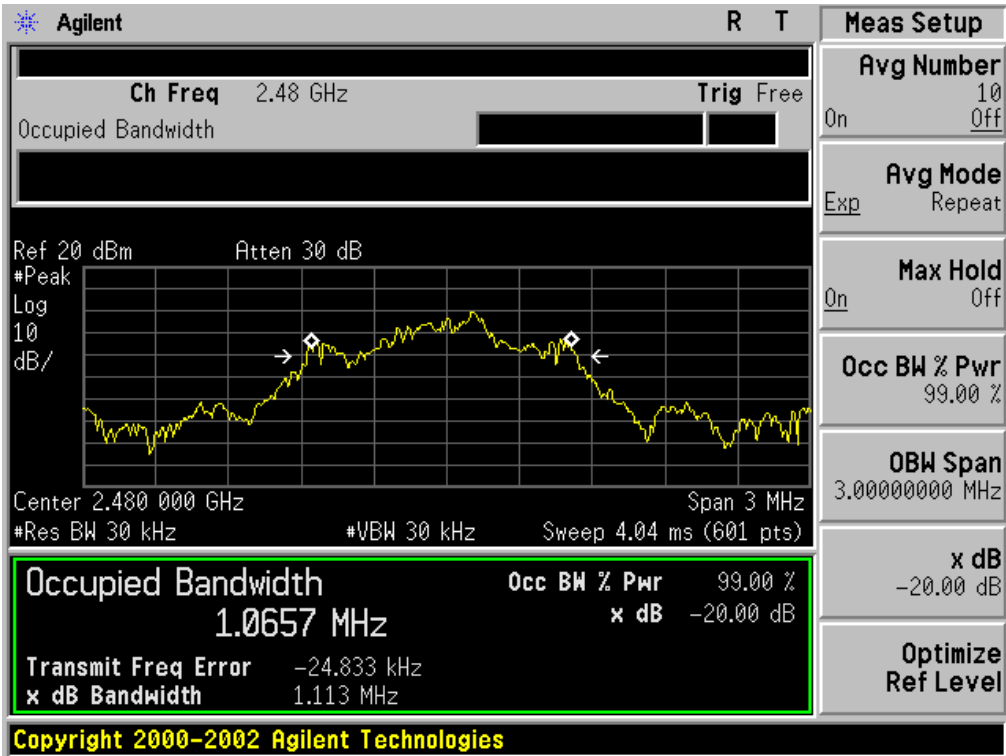 Agilent R T
Ch Freq 2.48 GHz Trig Free
Occupied Bandwidth
Ref 20 dBm Atten 30 dB
#Peak
Log
10
dB/
Center 2.480 000 GHz Span 3 MHz
#Res BW 30 kHz #VBW 30 kHz Sweep 4.04 ms (601 pts)
Occupied Bandwidth Occ BW % Pwr 99.00 %
1.0657 MHz x dB -20.00 dB
Transmit Freq Error -24.833 kHz
x dB Bandwidth 1.113 MHz
Copyright 2000-2002 Agilent Technologies
Meas Setup
Avg Number
10
On Off
Avg Mode
Exp Repeat
Max Hold
On Off
Occ BW % Pwr
99.00 %
OBW Span
3.00000000 MHz
x dB
-20.00 dB
Optimize
Ref Level